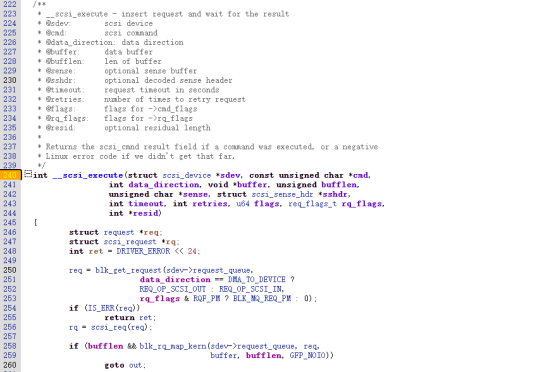 222 /**
223  * __scsi_execute - insert request and wait for the result
224  * @sdev: scsi device
225  * @cmd: scsi command
226  * @data_direction: data direction
227  * @buffer: data buffer
228  * @bufflen: len of buffer
229  * @sense: optional sense buffer
230  * @sshdr: optional decoded sense header
231  * @timeout: request timeout in seconds
232  * @retries: number of times to retry request
233  * @flags: flags for ->cmd_flags
234  * @rq_flags: flags for ->rq_flags
235  * @resid: optional residual length
236  *
237  * Returns the scsi_cmnd result field if a command was executed, or a negative
238  * Linux error code if we didn't get that far.
239  */
240 int __scsi_execute(struct scsi_device *sdev, const unsigned char *cmd,
241 int data_direction, void *buffer, unsigned bufflen,
242 unsigned char *sense, struct scsi_sense_hdr *sshdr,
243 int timeout, int retries, u64 flags, req_flags_t rq_flags,
244 int *resid)
245 {
246 struct request *req;
247 struct scsi_request *rq;
248 int ret = DRIVER_ERROR << 24;
249
250 req = blk_get_request(sdev->request_queue,
251 data_direction == DMA_TO_DEVICE ?
252 REQ_OP_SCSI_OUT : REQ_OP_SCSI_IN,
253 rq_flags & RQF_PM ? BLK_MQ_REQ_PM : 0);
254 if (IS_ERR(req))
255 return ret;
256 rq = scsi_req(req);
257
258 if (bufflen && blk_rq_map_kern(sdev->request_queue, req,
259 buffer, bufflen, GFP_NOIO))
260 goto out;